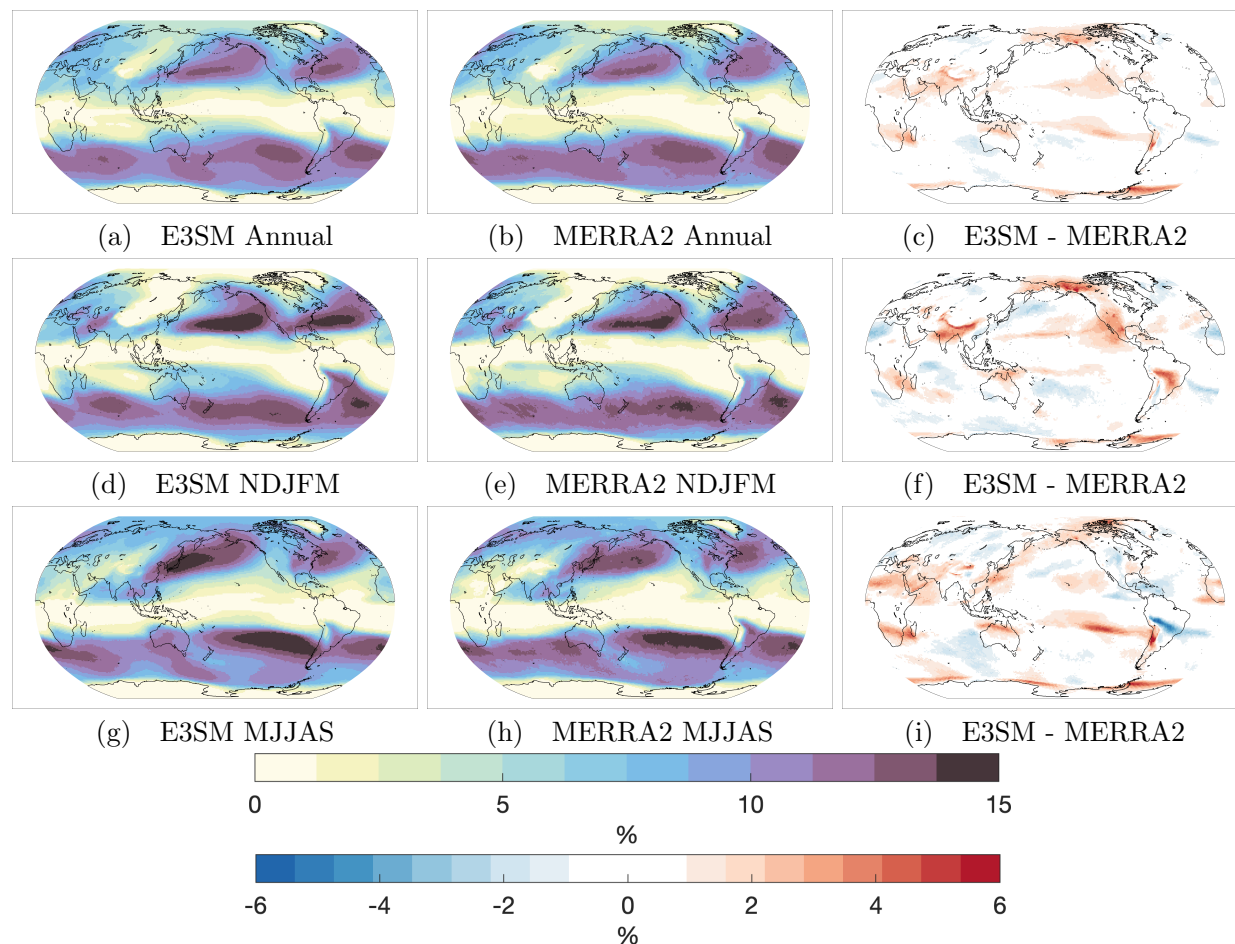 (a) E3SM Annual
(b) MERRA2 Annual
(c) E3SM - MERRA2
(d) E3SM NDJFM
(e) MERRA2 NDJFM
(f) E3SM - MERRA2
(g) E3SM MJJAS
(h) MERRA2 MJJAS
(i) E3SM - MERRA2
0 5 10 15
%
-6 -4 -2 0 2 4 6
%